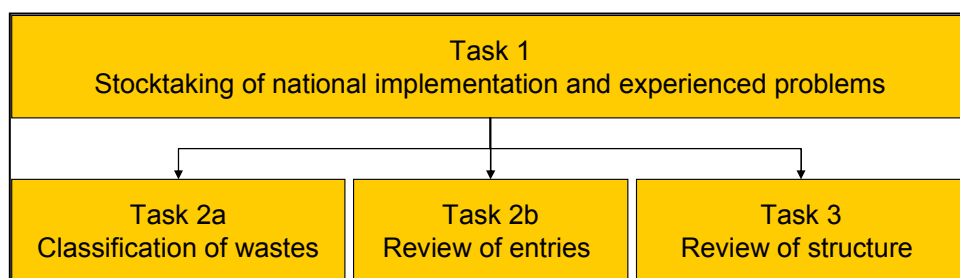 Task 1
Stocktaking of national implementation and experienced problems
Task 2a
Classification of wastes
Task 2b
Review of entries
Task 3
Review of structure